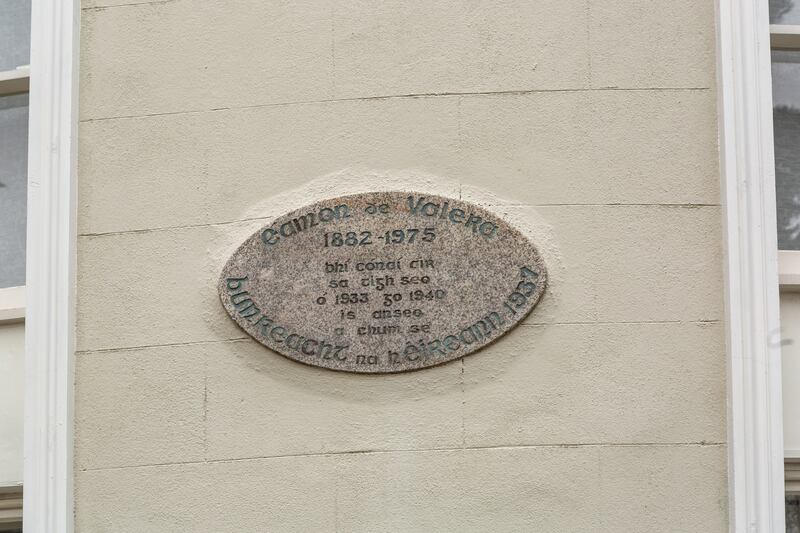 Éamon de Valera
1882-1975
bhí cónaí air
sa tigh seo
ó 1933 go 1940
is anseo
a chum sé
Bunreacht na hÉireann 1937